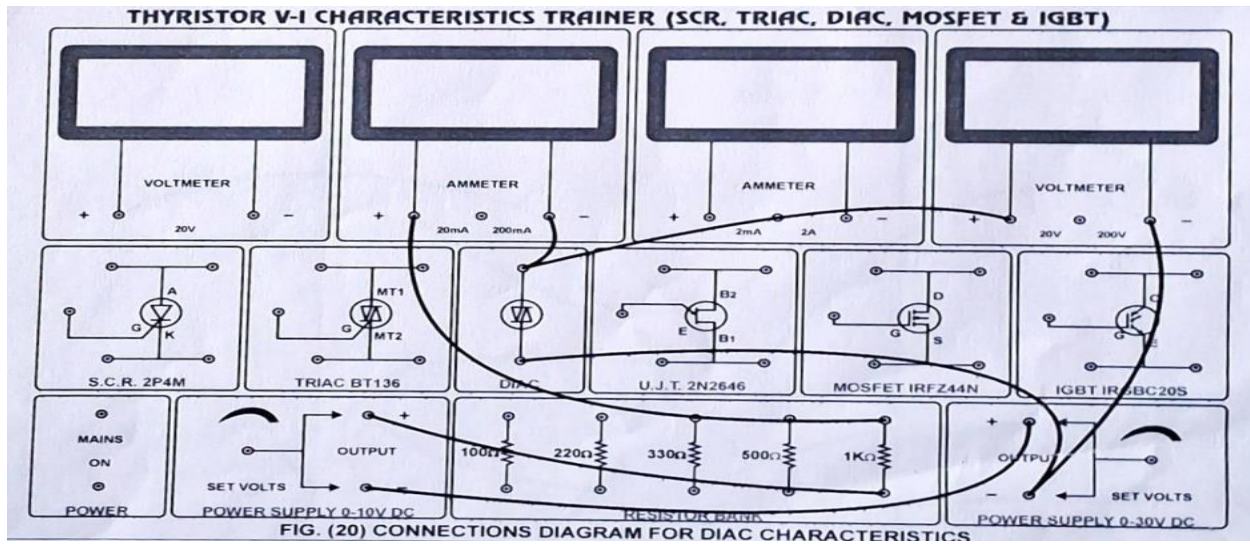 THYRISTOR V-I CHARACTERISTICS TRAINER (SCR, TRIAC, DIAC, MOSFET & IGBT)
VOLTMETER
+ 20V -
AMMETER
+ 20mA 200mA -
AMMETER
+ 2mA 2A -
VOLTMETER
+ 20V 200V -
A
G
K
S.C.R. 2P4M
MT1
G
MT2
TRIAC BT136
DIAC
B2
E
B1
U.J.T. 2N2646
D
G
S
MOSFET IRFZ44N
C
G
E
IGBT IRGBC20S
MAINS
ON
POWER
+
OUTPUT
-
SET VOLTS
POWER SUPPLY 0-10V DC
100Ω 220Ω 330Ω 500Ω 1KΩ
RESISTOR BANK
+
OUTPUT
-
SET VOLTS
POWER SUPPLY 0-30V DC
FIG. (20) CONNECTIONS DIAGRAM FOR DIAC CHARACTERISTICS